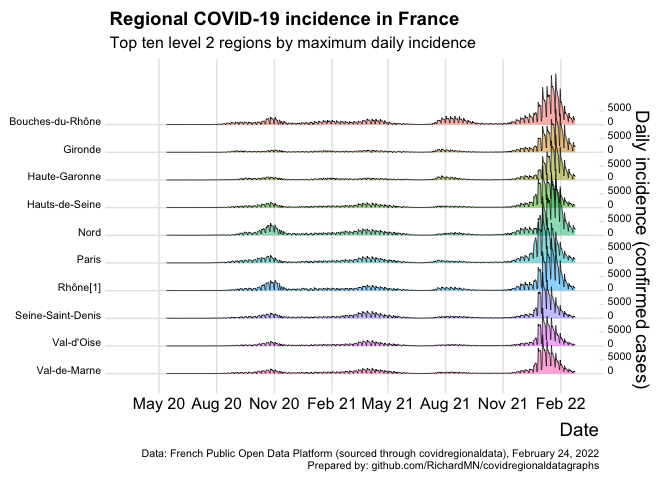 Regional COVID-19 incidence in France
Top ten level 2 regions by maximum daily incidence
Bouches-du-Rhône
Gironde
Haute-Garonne
Hauts-de-Seine
Nord
Paris
Rhône[1]
Seine-Saint-Denis
Val-d'Oise
Val-de-Marne
5000
0
5000
0
5000
0
5000
0
5000
0
5000
0
5000
0
5000
0
5000
0
5000
0
Daily incidence (confirmed cases)
May 20 Aug 20 Nov 20 Feb 21 May 21 Aug 21 Nov 21 Feb 22
Date
Data: French Public Open Data Platform (sourced through covidregionaldata), February 24, 2022
Prepared by: github.com/RichardMN/covidregionaldatagraphs